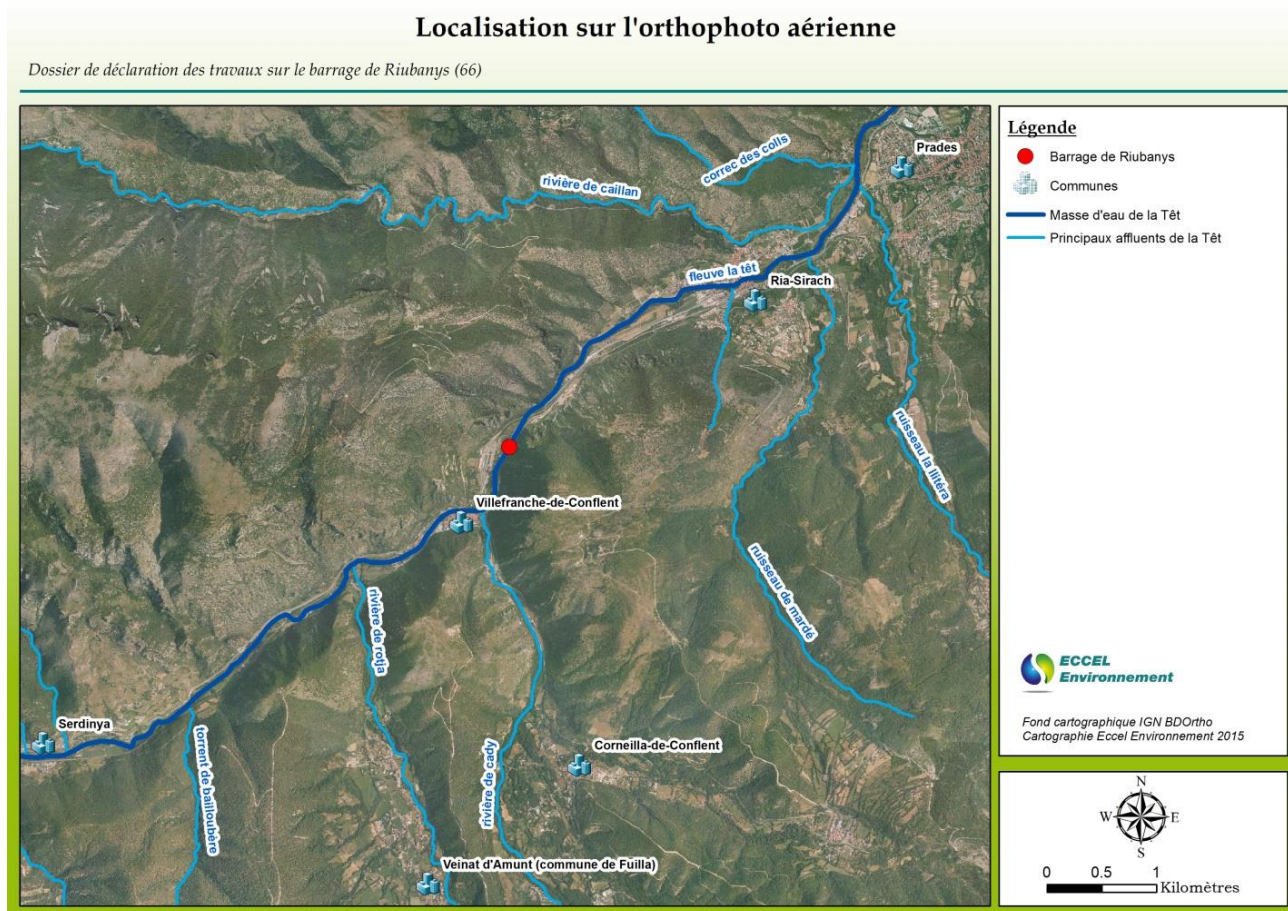 Localisation sur l'orthophoto aérienne
Dossier de déclaration des travaux sur le barrage de Riubanys (66)
correc des colls
Prades
rivière de caillan
fleuve la têt
Ria-Sirach
ruisseau la llitéra
Villefranche-de-Conflent
ruisseau de mardé
rivière de rotja
Serdinya
torrent de bailloubère
Corneilla-de-Conflent
rivière de cady
Veinat d'Amunt (commune de Fuilla)
Légende
Barrage de Riubanys
Communes
Masse d'eau de la Têt
Principaux affluents de la Têt
ECCEL
Environnement
Fond cartographique IGN BDOrtho
Cartographie Eccel Environnement 2015
N
W E
S
0 0.5 1
Kilomètres